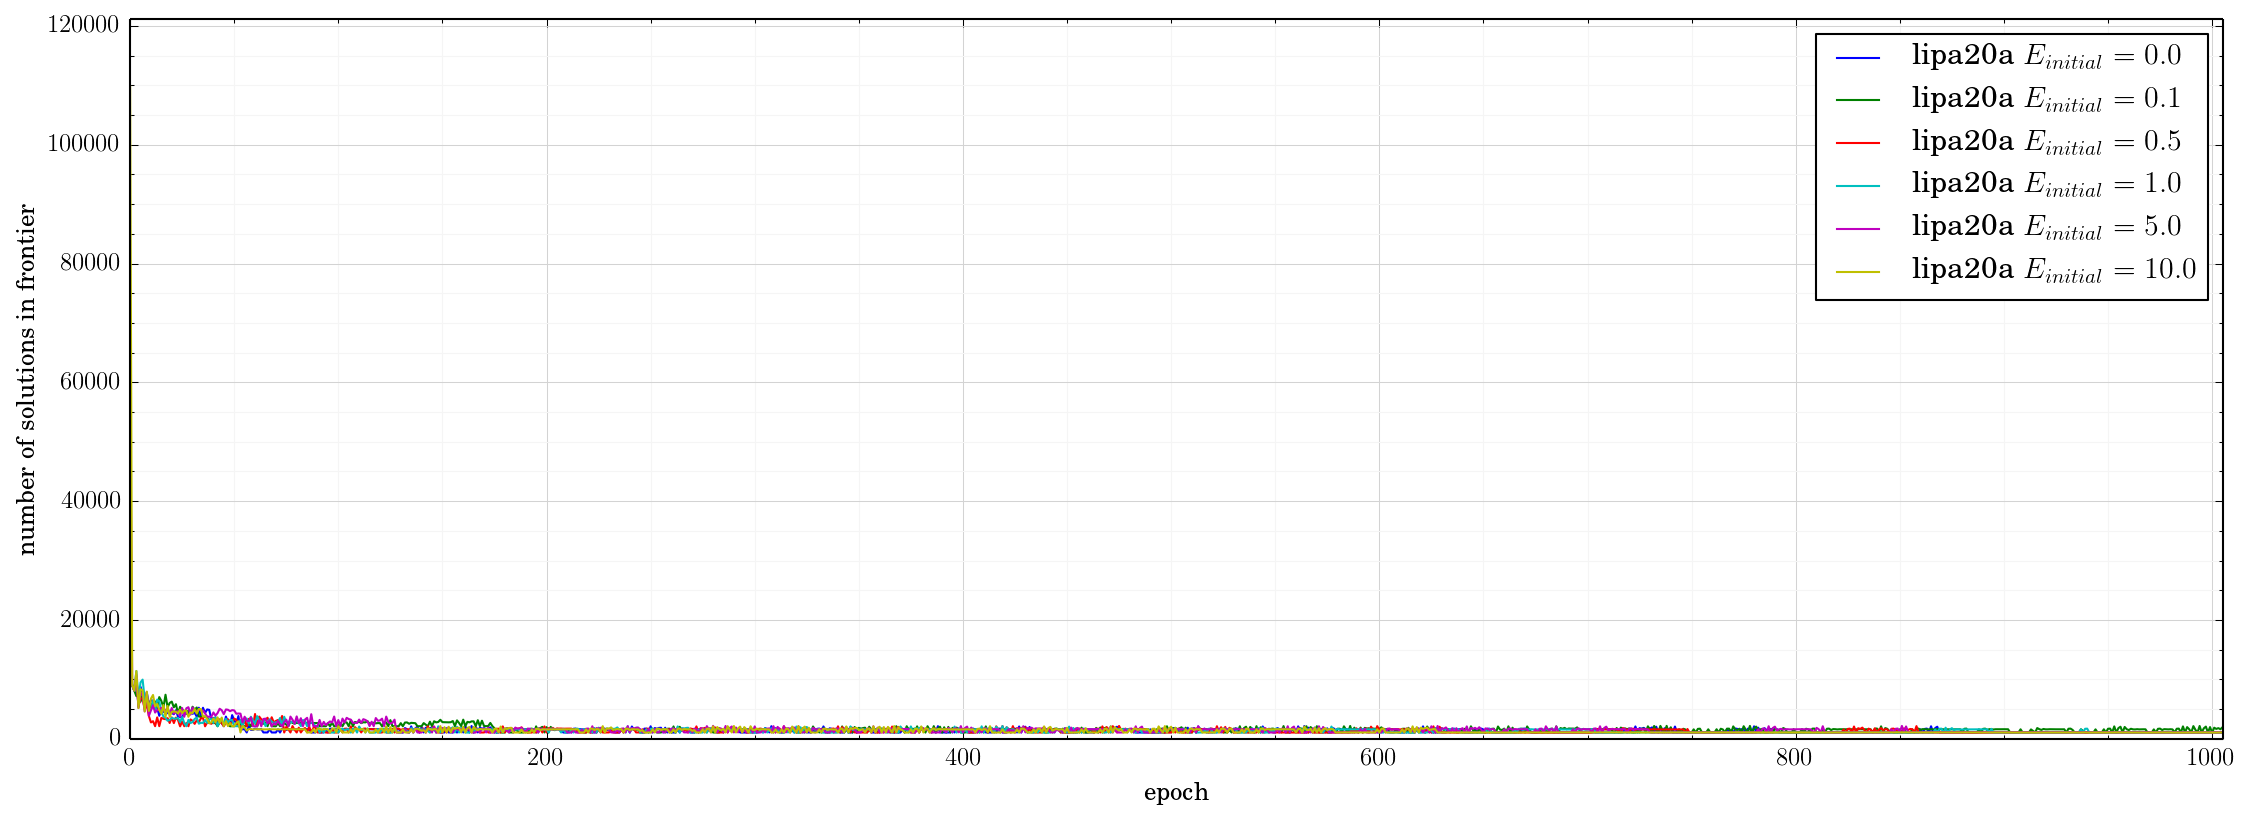 120000
100000
80000
60000
40000
20000
0
number of solutions in frontier
0
200
400
600
800
1000
epoch
lipa20a E_initial = 0.0
lipa20a E_initial = 0.1
lipa20a E_initial = 0.5
lipa20a E_initial = 1.0
lipa20a E_initial = 5.0
lipa20a E_initial = 10.0